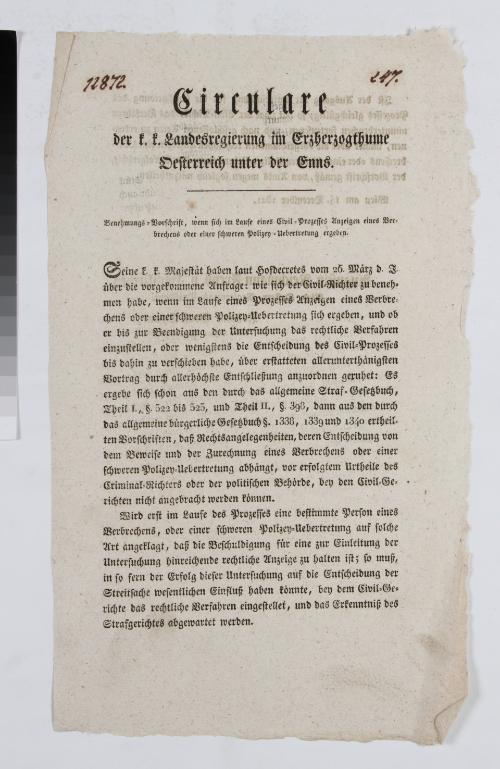 12872.
247.
Circulare
der k. k. Landesregierung im Erzherzogthume
Oesterreich unter der Enns.
Benehmungs-Vorschrift, wenn sich im Laufe eines Civil-Prozesses Anzeigen eines Ver-
brechens oder einer schweren Polizey-Uebertretung ergeben.
Seine k. k. Majestät haben laut Hofdecretes vom 26. März d. J.
über die vorgekommene Anfrage: wie sich der Civil-Richter zu beneh-
men habe, wenn im Laufe eines Prozesses Anzeigen eines Verbre-
chens oder einer schweren Polizey-Uebertretung sich ergeben, und ob
er bis zur Beendigung der Untersuchung das rechtliche Verfahren
einzustellen, oder wenigstens die Entscheidung des Civil-Prozesses
bis dahin zu verschieben habe, über erstatteten allerunterthänigsten
Vortrag durch allerhöchste Entschließung anzuordnen geruhet: Es
ergebe sich schon aus den durch das allgemeine Straf-Gesetzbuch,
Theil I., §. 522 bis 525, und Theil II., §. 398, dann aus den durch
das allgemeine bürgerliche Gesetzbuch §. 1338, 1339 und 1340 ertheil-
ten Vorschriften, daß Rechtsangelegenheiten, deren Entscheidung von
dem Beweise und der Zurechnung eines Verbrechens oder einer
schweren Polizey-Uebertretung abhängt, vor erfolgtem Urtheile des
Criminal-Richters oder der politischen Behörde, bey den Civil-Ge-
richten nicht angebracht werden können.
Wird erst im Laufe des Prozesses eine bestimmte Person eines
Verbrechens, oder einer schweren Polizey-Uebertretung auf solche
Art angeklagt, daß die Beschuldigung für eine zur Einleitung der
Untersuchung hinreichende rechtliche Anzeige zu halten ist; so muß,
in so fern der Erfolg dieser Untersuchung auf die Entscheidung der
Streitsache wesentlichen Einfluß haben könnte, bey dem Civil-Ge-
richte das rechtliche Verfahren eingestellet, und das Erkenntniß des
Strafgerichtes abgewartet werden.